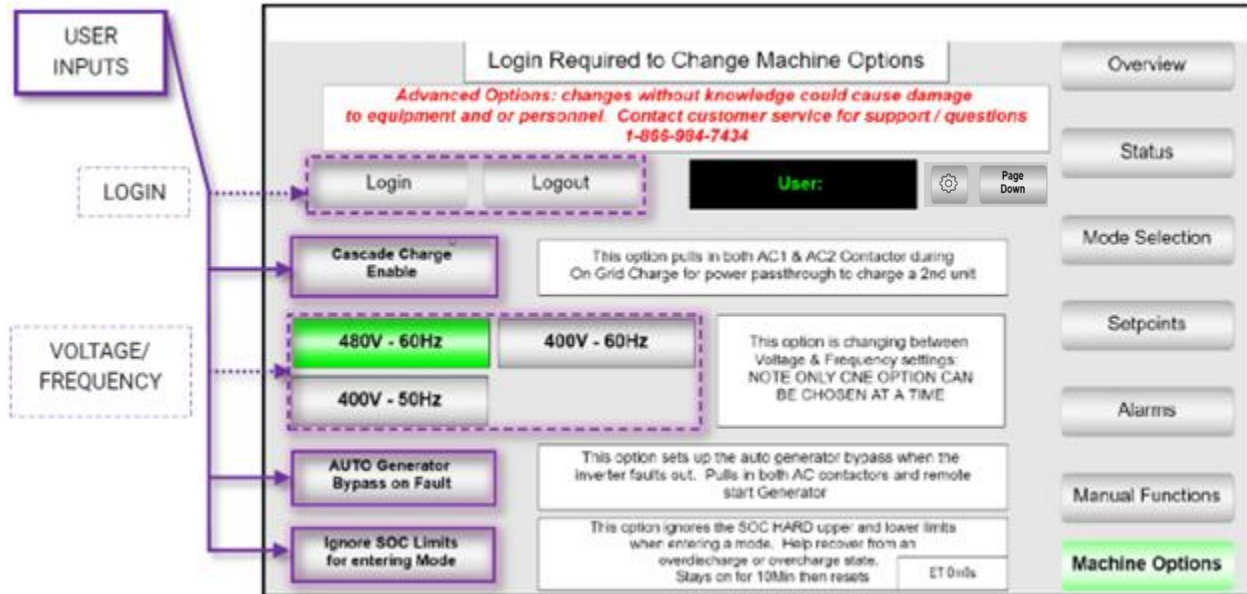 USER
INPUTS
LOGIN
VOLTAGE/
FREQUENCY
Login Required to Change Machine Options
Advanced Options: changes without knowledge could cause damage
to equipment and or personnel. Contact customer service for support / questions
1-866-984-7434
Login
Logout
User:
Page
Down
Cascade Charge
Enable
This option pulls in both AC1 & AC2 Contactor during
On Grid Charge for power passthrough to charge a 2nd unit
480V - 60Hz
400V - 60Hz
400V - 50Hz
This option is changing between
Voltage & Frequency settings:
NOTE ONLY ONE OPTION CAN
BE CHOSEN AT A TIME
AUTO Generator
Bypass on Fault
This option sets up the auto generator bypass when the
inverter faults out. Pulls in both AC contactors and remote
start Generator
Ignore SOC Limits
for entering Mode
This option ignores the SOC HARD upper and lower limits
when entering a mode. Help recover from an
overdiecharge or overcharge state.
Stays on for 10Min then resets
Overview
Status
Mode Selection
Setpoints
Alarms
Manual Functions
Machine Options